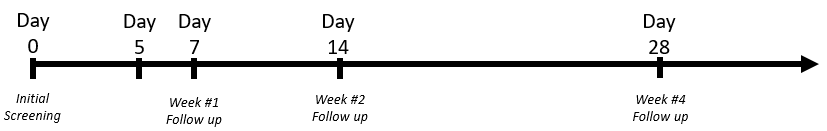 Day Day Day Day Day
0 5 7 14 28
Initial Week #1 Week #2 Week #4
Screening Follow up Follow up Follow up